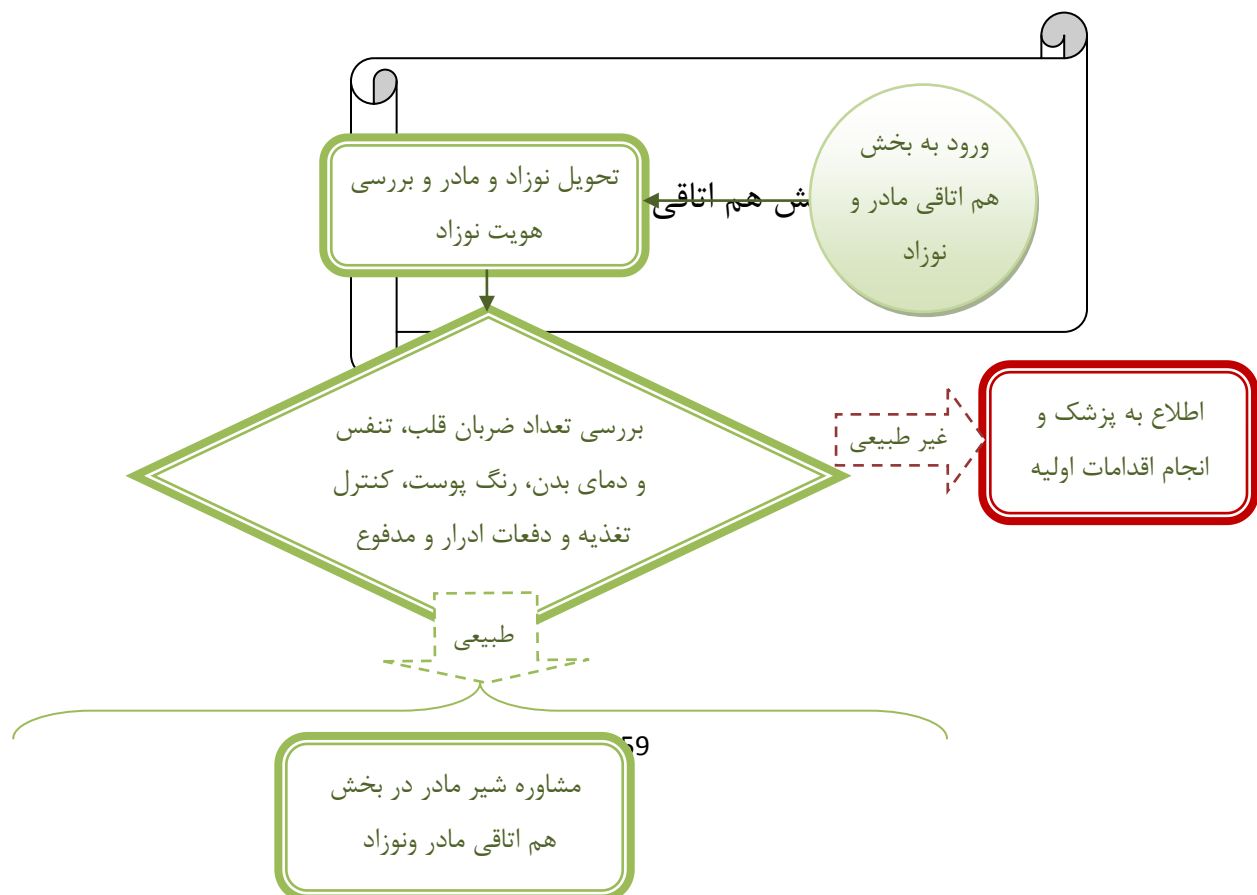 ورود به بخش
هم اتاقی مادر و
نوزاد
هم اتاقی
تحویل نوزاد و مادر و بررسی
هویت نوزاد
بررسی تعداد ضربان قلب، تنفس
و دمای بدن، رنگ پوست، کنترل
تغذیه و دفعات ادرار و مدفوع
غیر طبیعی
اطلاع به پزشک و
انجام اقدامات اولیه
طبیعی
59
مشاوره شیر مادر در بخش
هم اتاقی مادر ونوزاد